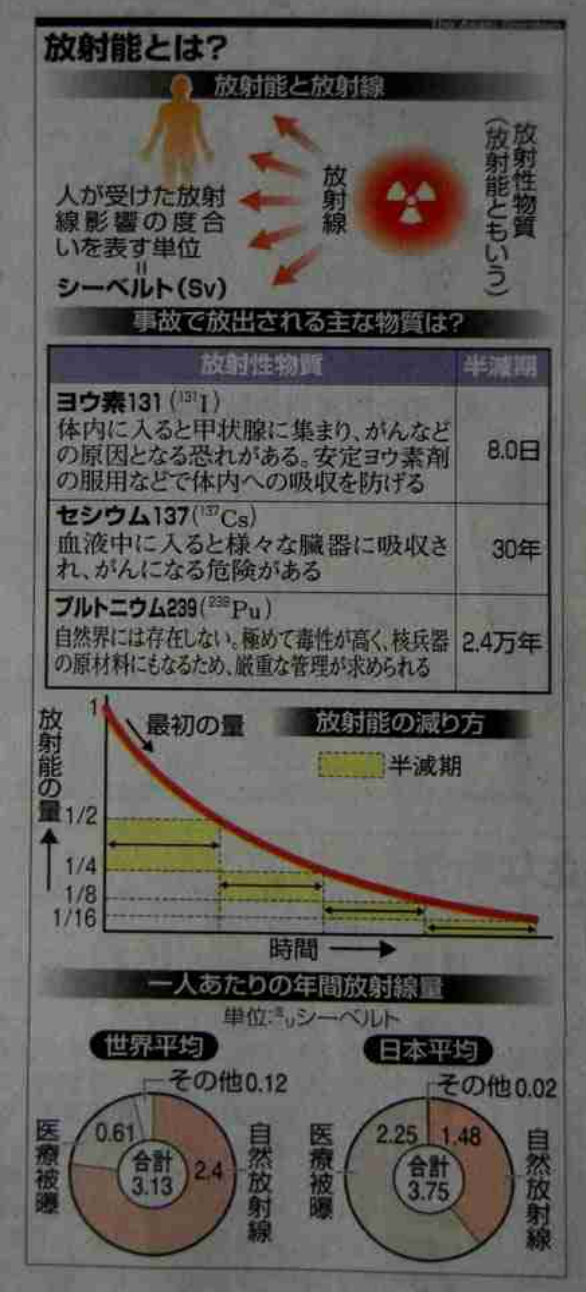 放射能とは?
放射能と放射線
放射性物質
(放射能ともいう)
放射線
人が受けた放射
線影響の度合
いを表す単位
=
シーベルト(Sv)
事故で放出される主な物質は?
放射性物質 半減期
ヨウ素131(¹³¹I)
体内に入ると甲状腺に集まり、がんなど
の原因となる恐れがある。安定ヨウ素剤
の服用などで体内への吸収を防げる
8.0日
セシウム137(¹³⁷Cs)
血液中に入ると様々な臓器に吸収さ
れ、がんになる危険がある
30年
プルトニウム239(²³⁹Pu)
自然界には存在しない。極めて毒性が高く、核兵器
の原材料にもなるため、厳重な管理が求められる
2.4万年
放射能の減り方
放射能の量
1
最初の量
半減期
1/2
1/4
1/8
1/16
時間
一人あたりの年間放射線量
単位:ミリシーベルト
世界平均
その他0.12
医療被曝
0.61
合計
3.13
2.4
自然放射線
日本平均
その他0.02
医療被曝
2.25
1.48
合計
3.75
自然放射線